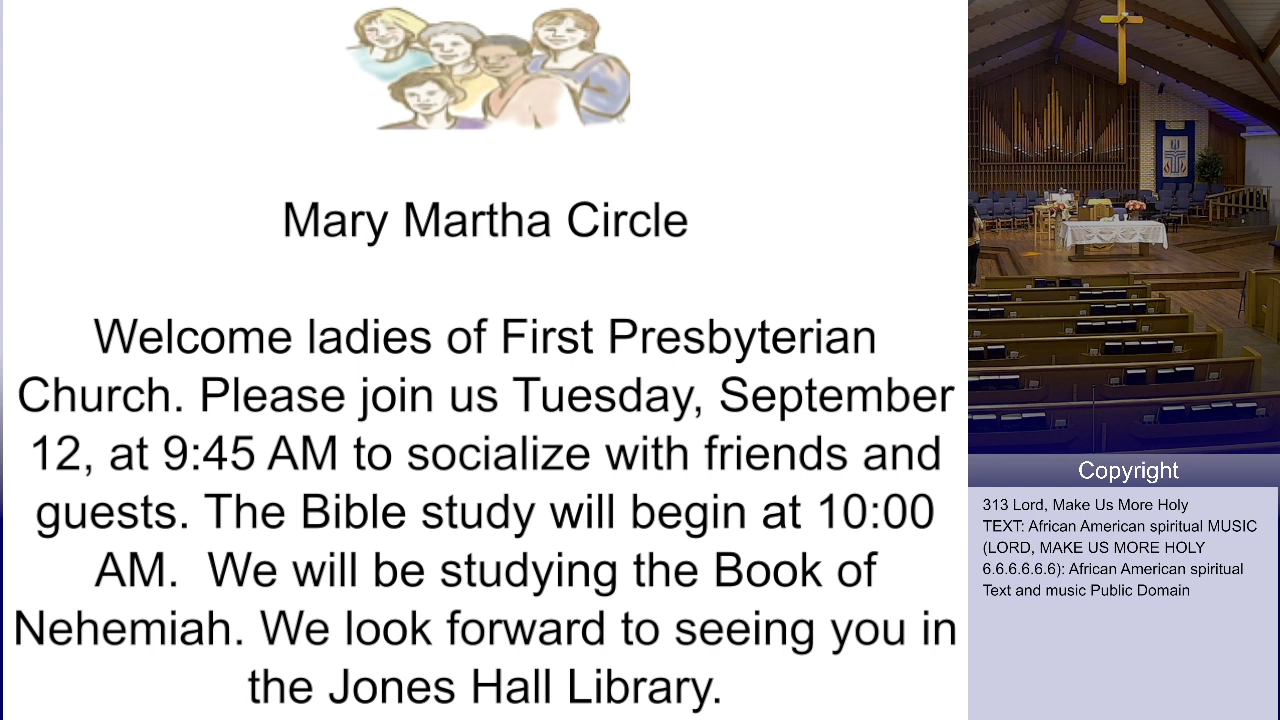 Mary Martha Circle
Welcome ladies of First Presbyterian
Church. Please join us Tuesday, September
12, at 9:45 AM to socialize with friends and
guests. The Bible study will begin at 10:00
AM.  We will be studying the Book of
Nehemiah. We look forward to seeing you in
the Jones Hall Library.
Copyright
313 Lord, Make Us More Holy
TEXT: African American spiritual MUSIC
(LORD, MAKE US MORE HOLY
6.6.6.6.6.6): African American spiritual
Text and music Public Domain